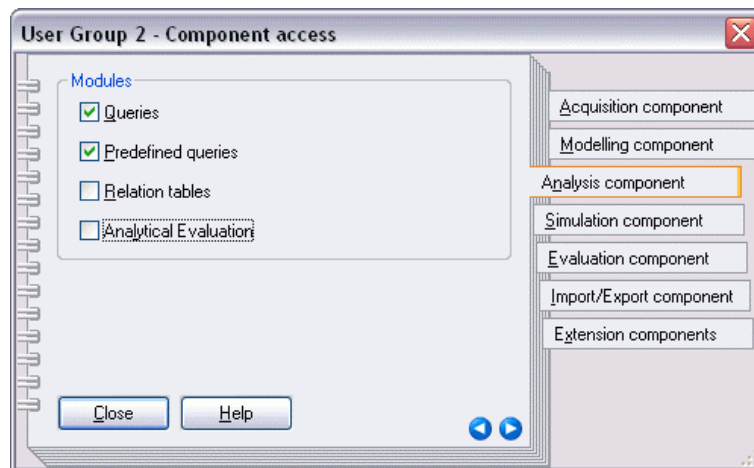 User Group 2 - Component access
Modules
Queries
Predefined queries
Relation tables
Analytical Evaluation
Close
Help
Acquisition component
Modelling component
Analysis component
Simulation component
Evaluation component
Import/Export component
Extension components